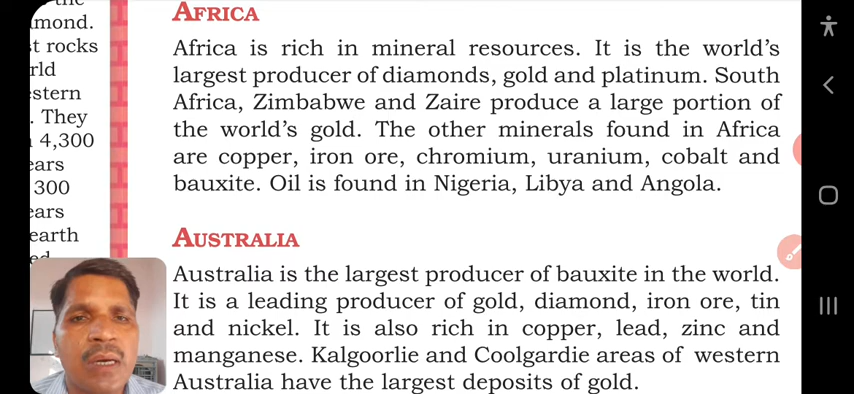 mond.
st rocks
rld
stern
. They
4,300
ears
300
ears
earth
AFRICA
Africa is rich in mineral resources. It is the world's
largest producer of diamonds, gold and platinum. South
Africa, Zimbabwe and Zaire produce a large portion of
the world's gold. The other minerals found in Africa
are copper, iron ore, chromium, uranium, cobalt and
bauxite. Oil is found in Nigeria, Libya and Angola.
AUSTRALIA
Australia is the largest producer of bauxite in the world.
It is a leading producer of gold, diamond, iron ore, tin
and nickel. It is also rich in copper, lead, zinc and
manganese. Kalgoorlie and Coolgardie areas of western
Australia have the largest deposits of gold.